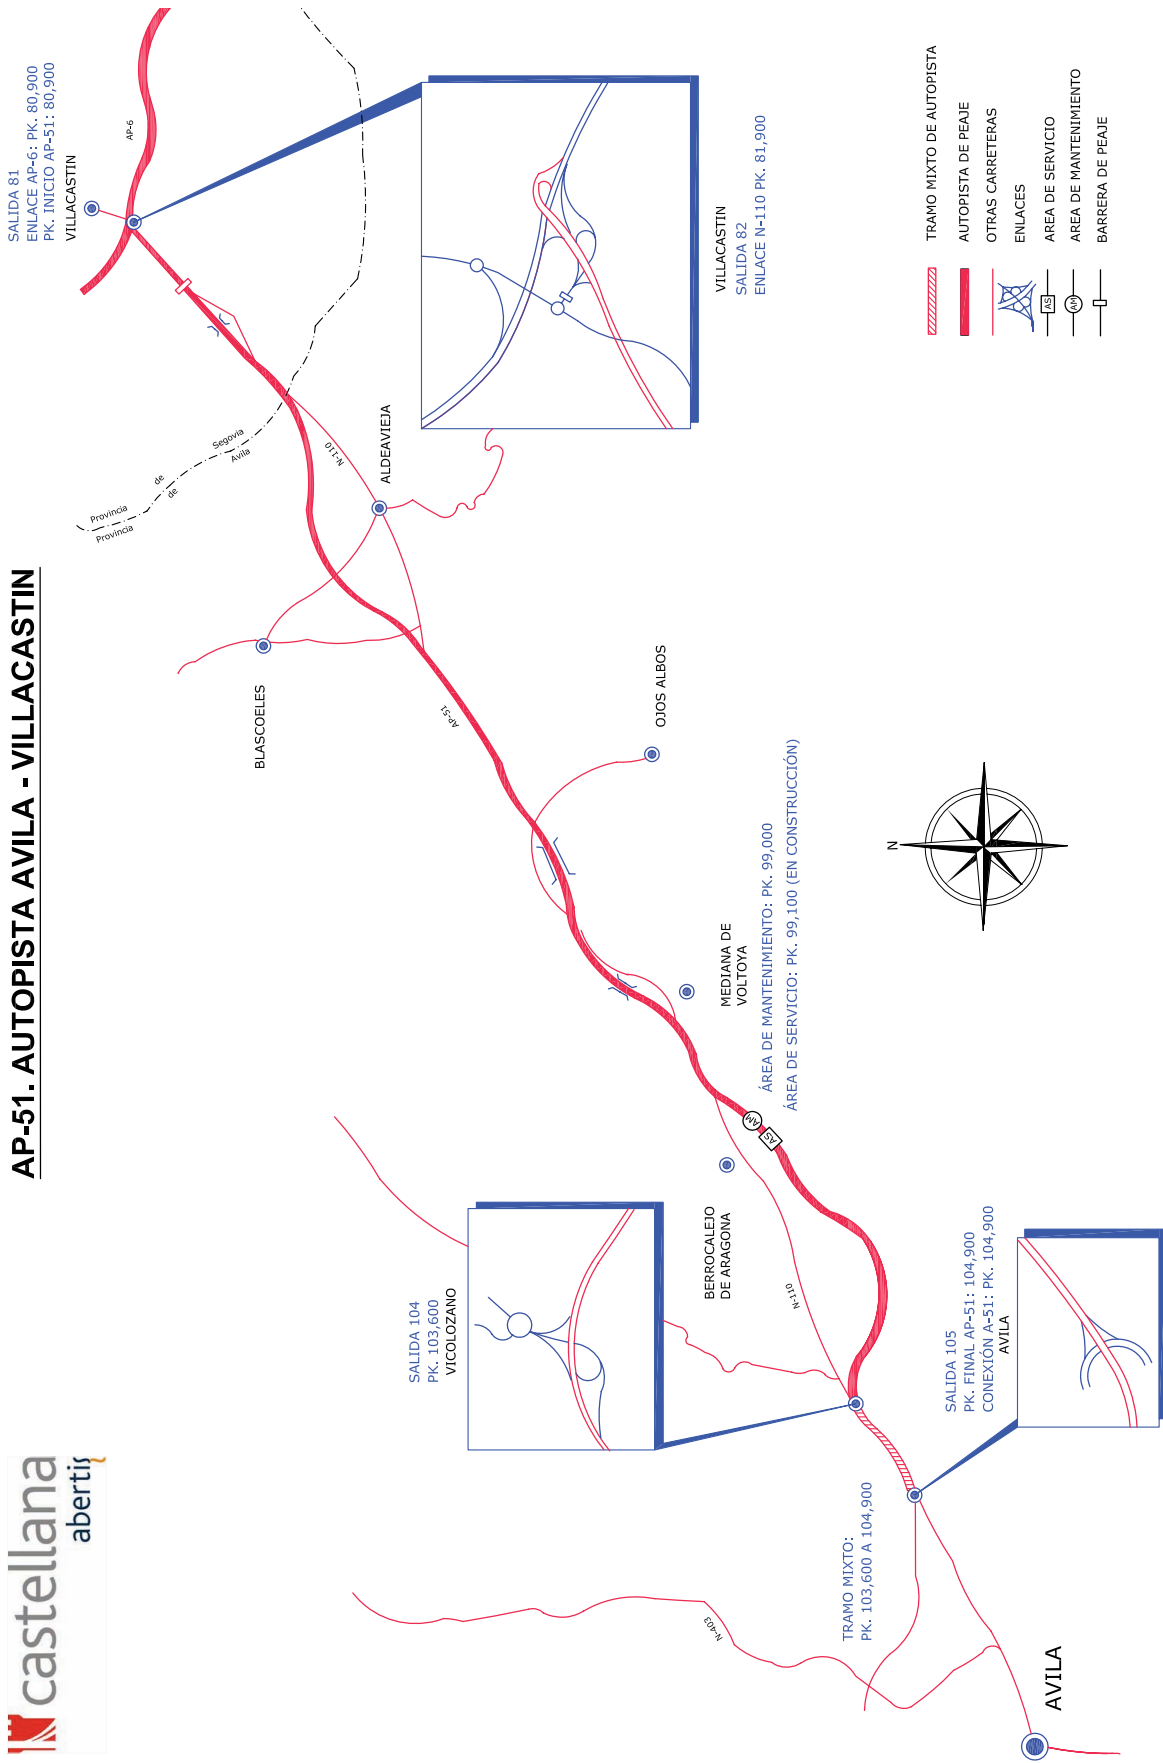 AP-51. AUTOPISTA AVILA - VILLACASTIN
castellana
abertis
SALIDA 81
ENLACE AP-6: PK. 80,900
PK. INICIO AP-51: 80,900
VILLACASTIN
AP-6
Provincia de Segovia
Provincia de Avila
N-110
ALDEAVIEJA
VILLACASTIN
SALIDA 82
ENLACE N-110 PK. 81,900
BLASCOELES
AP-51
OJOS ALBOS
MEDIANA DE
VOLTOYA
ÁREA DE MANTENIMIENTO: PK. 99,000
ÁREA DE SERVICIO: PK. 99,100 (EN CONSTRUCCIÓN)
AM
AS
BERROCALEJO
DE ARAGONA
N-110
SALIDA 104
PK. 103,600
VICOLOZANO
SALIDA 105
PK. FINAL AP-51: 104,900
CONEXIÓN A-51: PK. 104,900
AVILA
TRAMO MIXTO:
PK. 103,600 A 104,900
N-403
AVILA
N
TRAMO MIXTO DE AUTOPISTA
AUTOPISTA DE PEAJE
OTRAS CARRETERAS
ENLACES
AS AREA DE SERVICIO
AM AREA DE MANTENIMIENTO
BARRERA DE PEAJE